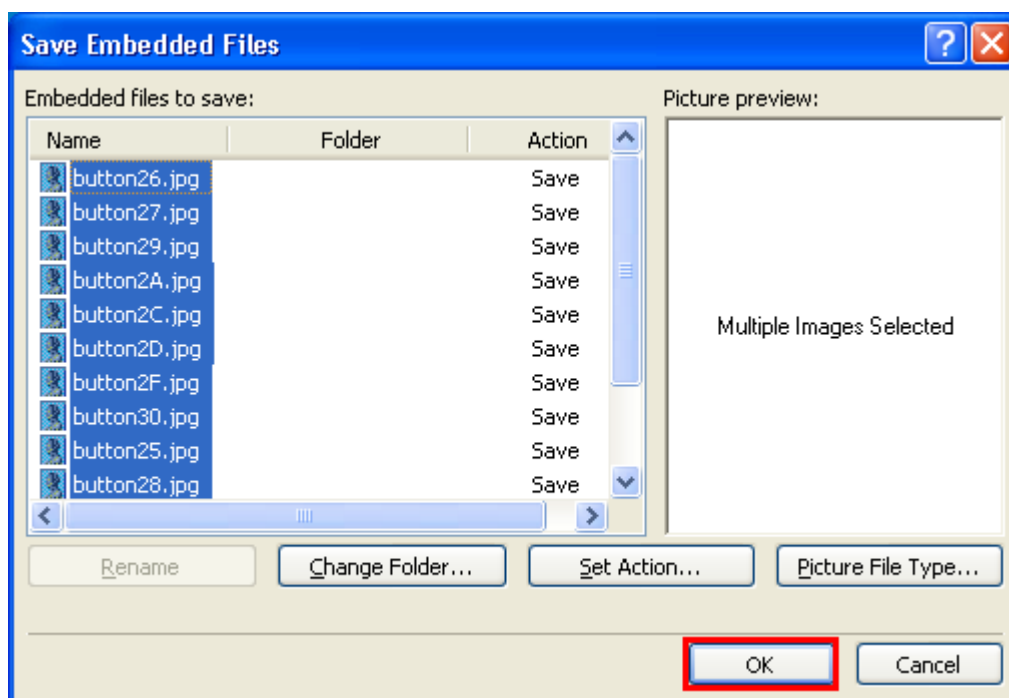 Save Embedded Files
Embedded files to save:
Picture preview:
Name Folder Action
button26.jpg Save
button27.jpg Save
button29.jpg Save
button2A.jpg Save
button2C.jpg Save
button2D.jpg Save
button2F.jpg Save
button30.jpg Save
button25.jpg Save
button28.jpg Save
Multiple Images Selected
Rename Change Folder... Set Action... Picture File Type...
OK Cancel